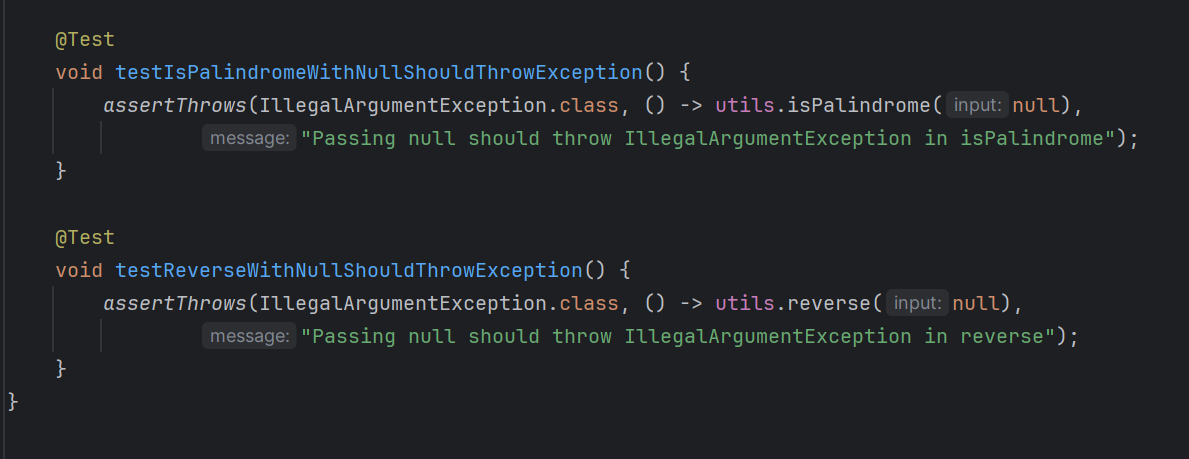 @Test
void testIsPalindromeWithNullShouldThrowException() {
assertThrows(IllegalArgumentException.class, () -> utils.isPalindrome( input: null),
message: "Passing null should throw IllegalArgumentException in isPalindrome");
}
@Test
void testReverseWithNullShouldThrowException() {
assertThrows(IllegalArgumentException.class, () -> utils.reverse( input: null),
message: "Passing null should throw IllegalArgumentException in reverse");
}
}